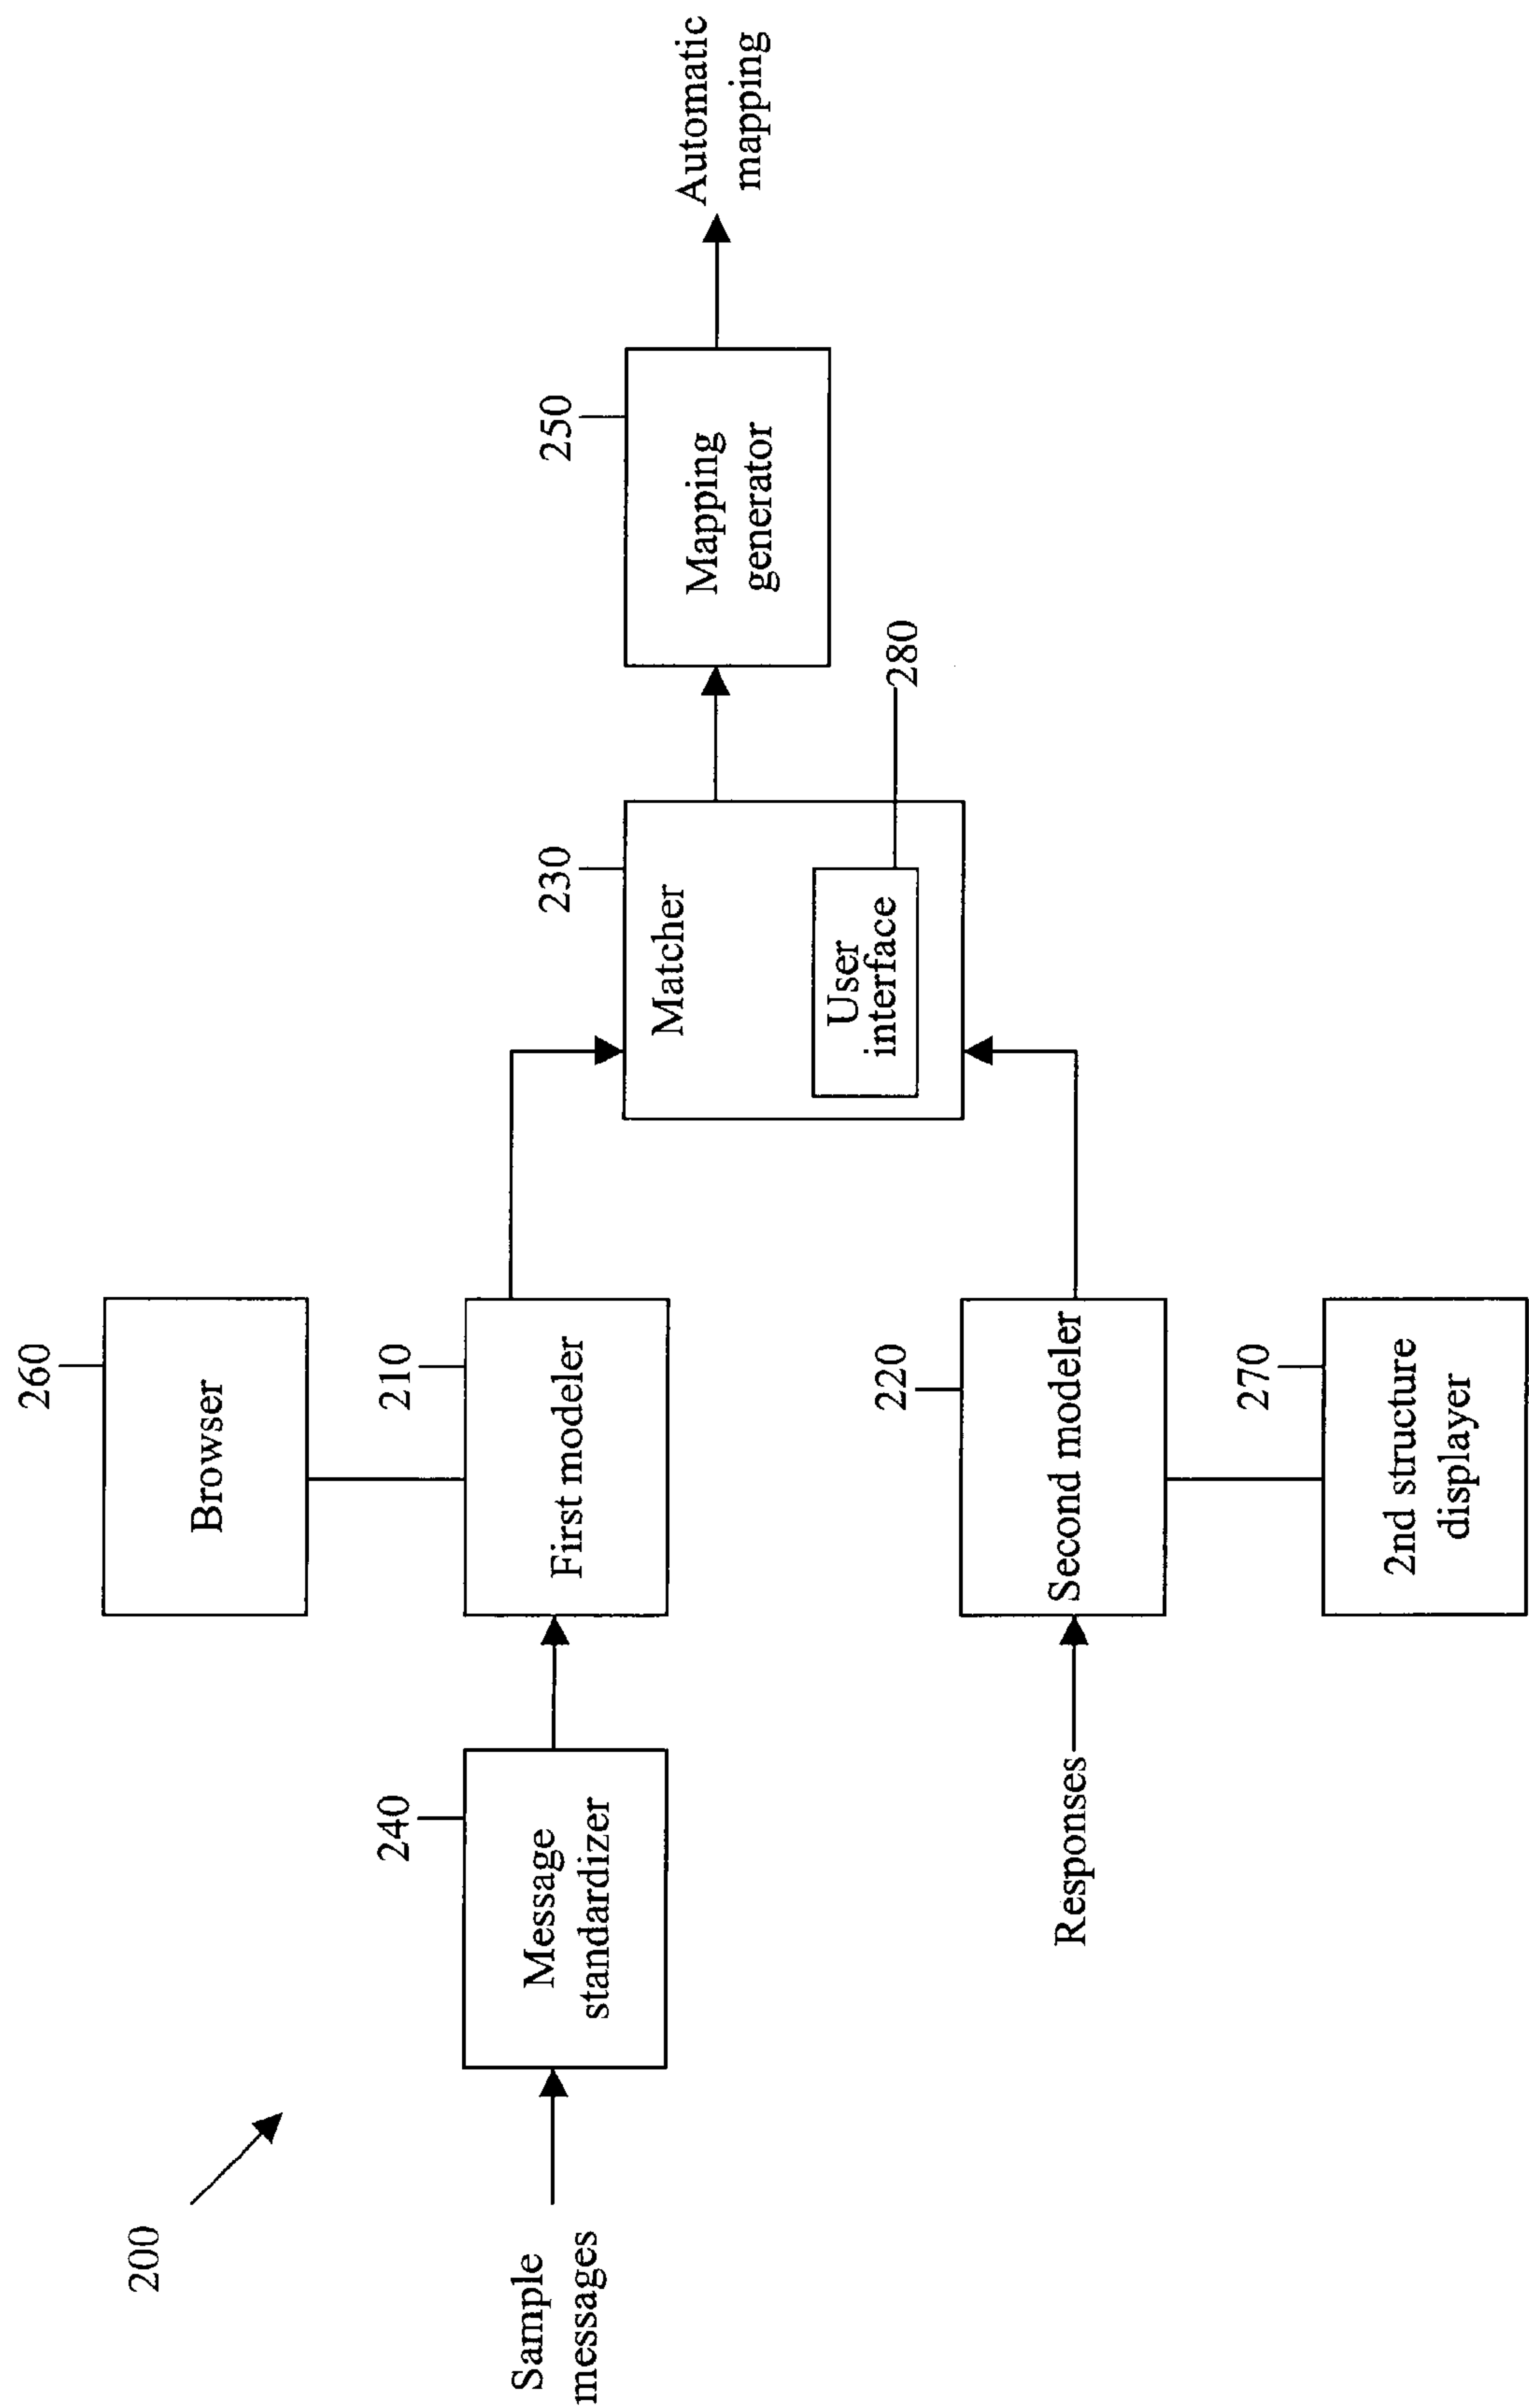 200
260
Browser
Sample
messages
240
Message
standardizer
210
First modeler
230
Matcher
User
interface
280
250
Mapping
generator
Automatic
mapping
Responses
220
Second modeler
270
2nd structure
displayer